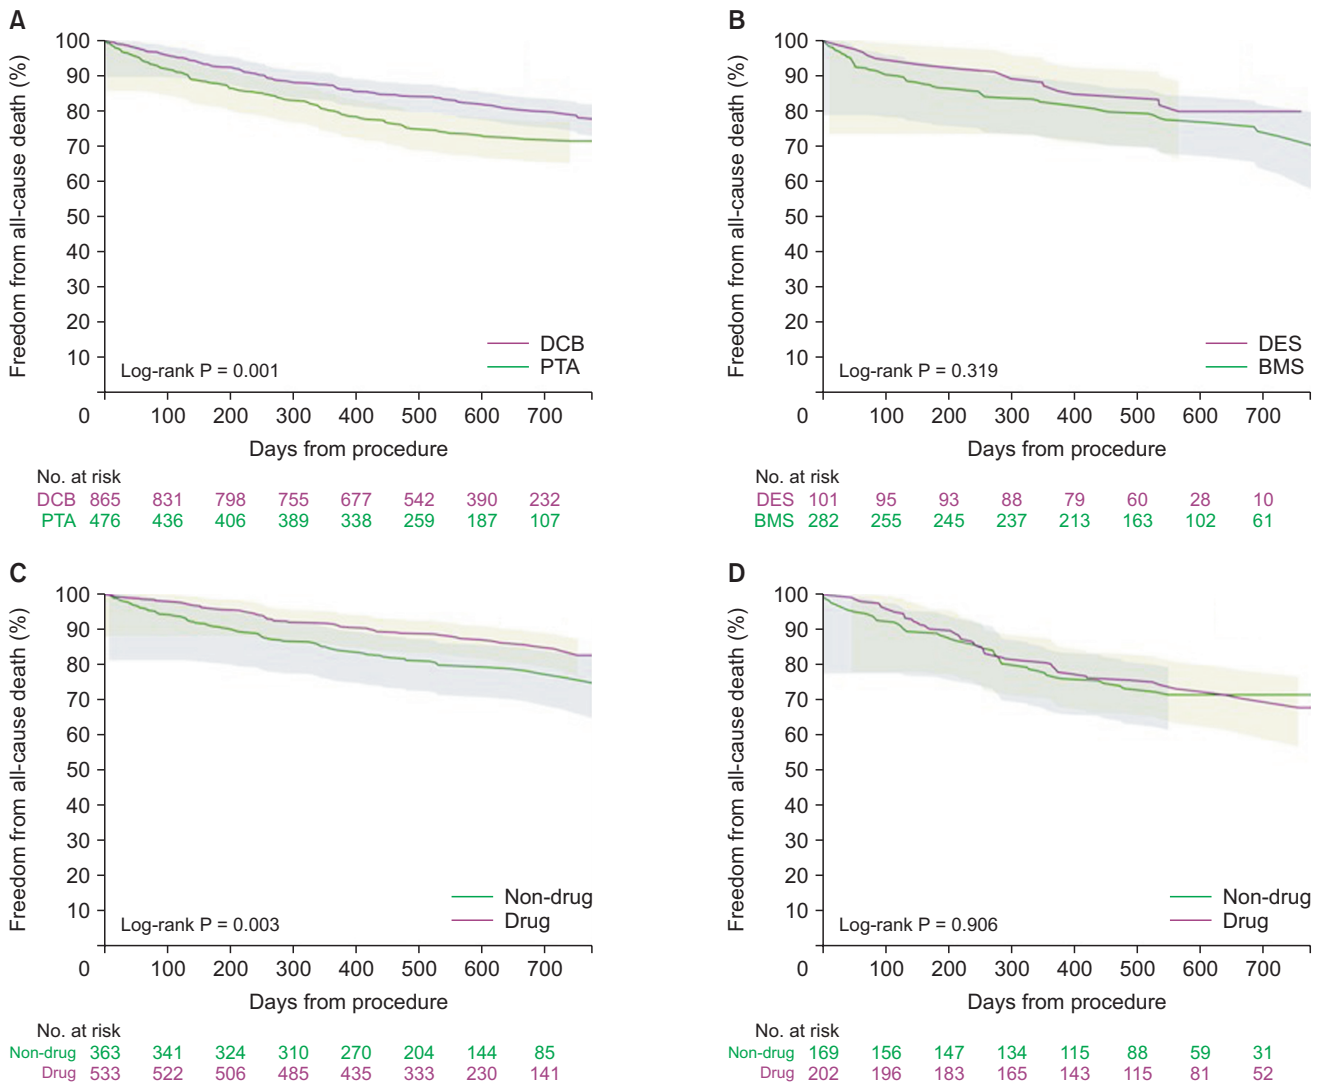 A
Freedom from all-cause death (%)
100
90
80
70
60
50
40
30
20
10
DCB
PTA
Log-rank P = 0.001
0 100 200 300 400 500 600 700
Days from procedure
No. at risk
DCB 865 831 798 755 677 542 390 232
PTA 476 436 406 389 338 259 187 107
B
Freedom from all-cause death (%)
100
90
80
70
60
50
40
30
20
10
DES
BMS
Log-rank P = 0.319
0 100 200 300 400 500 600 700
Days from procedure
No. at risk
DES 101 95 93 88 79 60 28 10
BMS 282 255 245 237 213 163 102 61
C
Freedom from all-cause death (%)
100
90
80
70
60
50
40
30
20
10
Non-drug
Drug
Log-rank P = 0.003
0 100 200 300 400 500 600 700
Days from procedure
No. at risk
Non-drug 363 341 324 310 270 204 144 85
Drug 533 522 506 485 435 333 230 141
D
Freedom from all-cause death (%)
100
90
80
70
60
50
40
30
20
10
Non-drug
Drug
Log-rank P = 0.906
0 100 200 300 400 500 600 700
Days from procedure
No. at risk
Non-drug 169 156 147 134 115 88 59 31
Drug 202 196 183 165 143 115 81 52